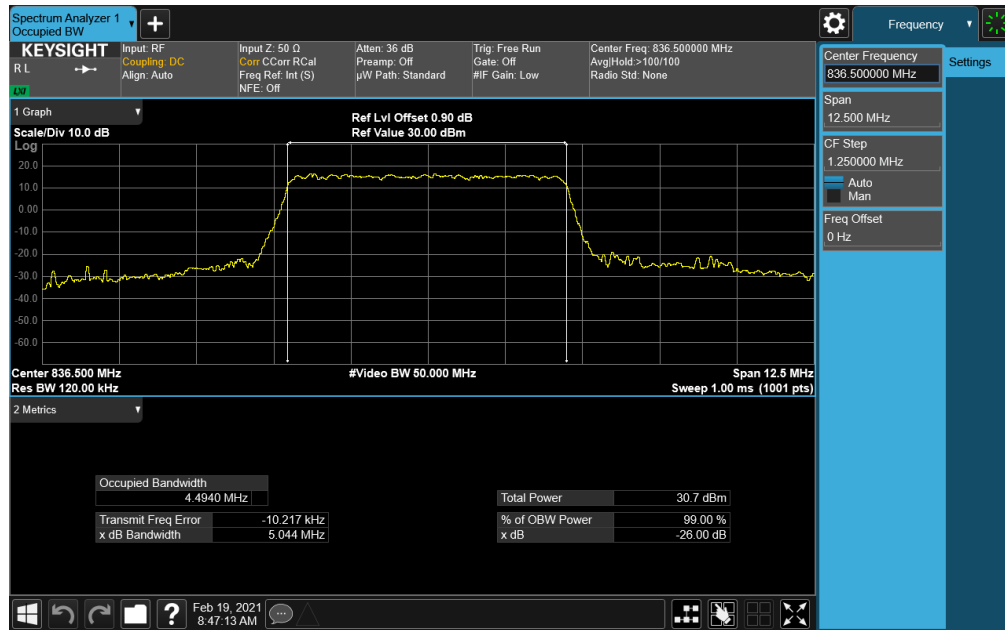 Spectrum Analyzer 1
Occupied BW
Frequency
KEYSIGHT
R L
LXI
Input: RF
Coupling: DC
Align: Auto
Input Z: 50 Ω
Corr CCorr RCal
Freq Ref: Int (S)
NFE: Off
Atten: 36 dB
Preamp: Off
µW Path: Standard
Trig: Free Run
Gate: Off
#IF Gain: Low
Center Freq: 836.500000 MHz
Avg|Hold:>100/100
Radio Std: None
Center Frequency
836.500000 MHz
Settings
Span
12.500 MHz
CF Step
1.250000 MHz
Auto
Man
Freq Offset
0 Hz
1 Graph
Scale/Div 10.0 dB
Ref Lvl Offset 0.90 dB
Ref Value 30.00 dBm
Log
20.0
10.0
0.00
-10.0
-20.0
-30.0
-40.0
-50.0
-60.0
Center 836.500 MHz
Res BW 120.00 kHz
#Video BW 50.000 MHz
Span 12.5 MHz
Sweep 1.00 ms (1001 pts)
2 Metrics
Occupied Bandwidth
4.4940 MHz
Transmit Freq Error -10.217 kHz
x dB Bandwidth 5.044 MHz
Total Power 30.7 dBm
% of OBW Power 99.00 %
x dB -26.00 dB
?
Feb 19, 2021
8:47:13 AM